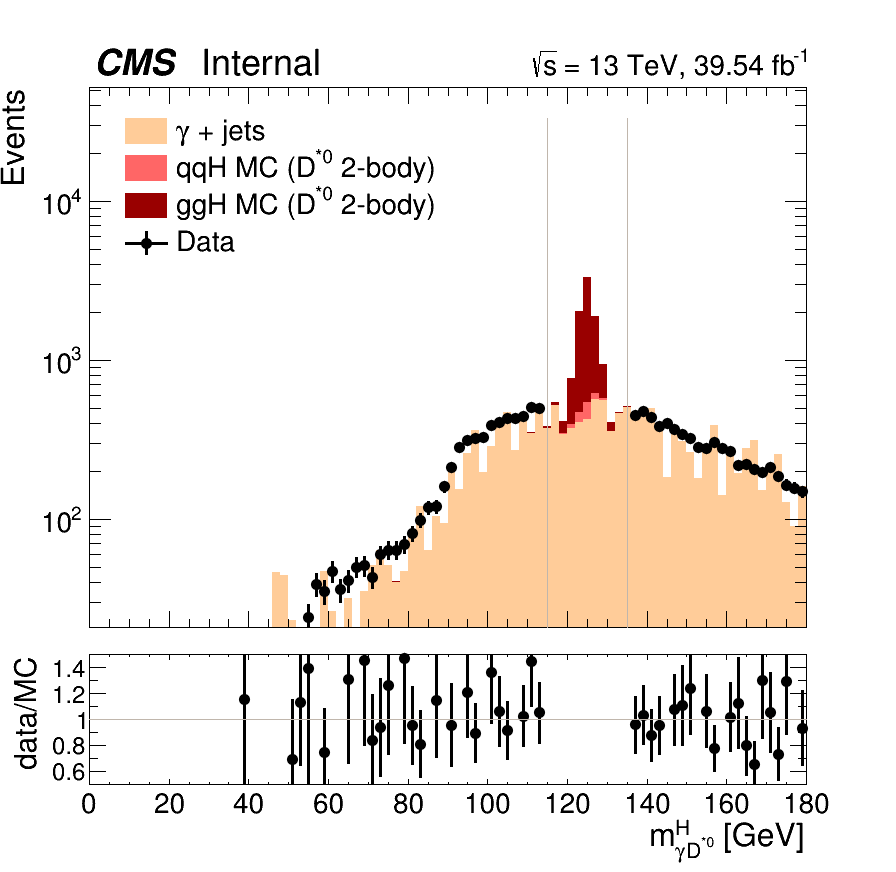 CMS Internal
√s = 13 TeV, 39.54 fb⁻¹
Events
γ + jets
qqH MC (D*⁰ 2-body)
ggH MC (D*⁰ 2-body)
Data
10⁴
10³
10²
data/MC
1.4
1.2
1
0.8
0.6
0 20 40 60 80 100 120 140 160 180
m^H_γD*⁰ [GeV]